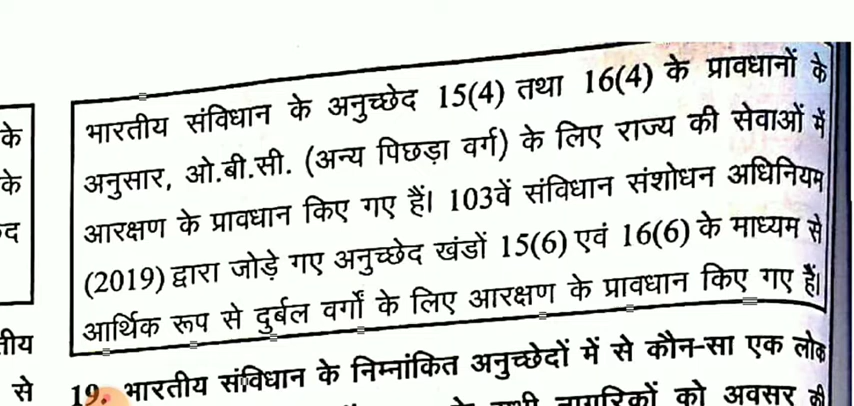 के
के
तीय
से
भारतीय संविधान के अनुच्छेद 15(4) तथा 16(4) के प्रावधानों के
अनुसार, ओ.बी.सी. (अन्य पिछड़ा वर्ग) के लिए राज्य की सेवाओं में
आरक्षण के प्रावधान किए गए हैं। 103वें संविधान संशोधन अधिनियम
(2019) द्वारा जोड़े गए अनुच्छेद खंडों 15(6) एवं 16(6) के माध्यम से
आर्थिक रूप से दुर्बल वर्गों के लिए आरक्षण के प्रावधान किए गए हैं।
19. भारतीय संविधान के निम्नांकित अनुच्छेदों में से कौन-सा एक लोक
नागरिकों को अवसर की